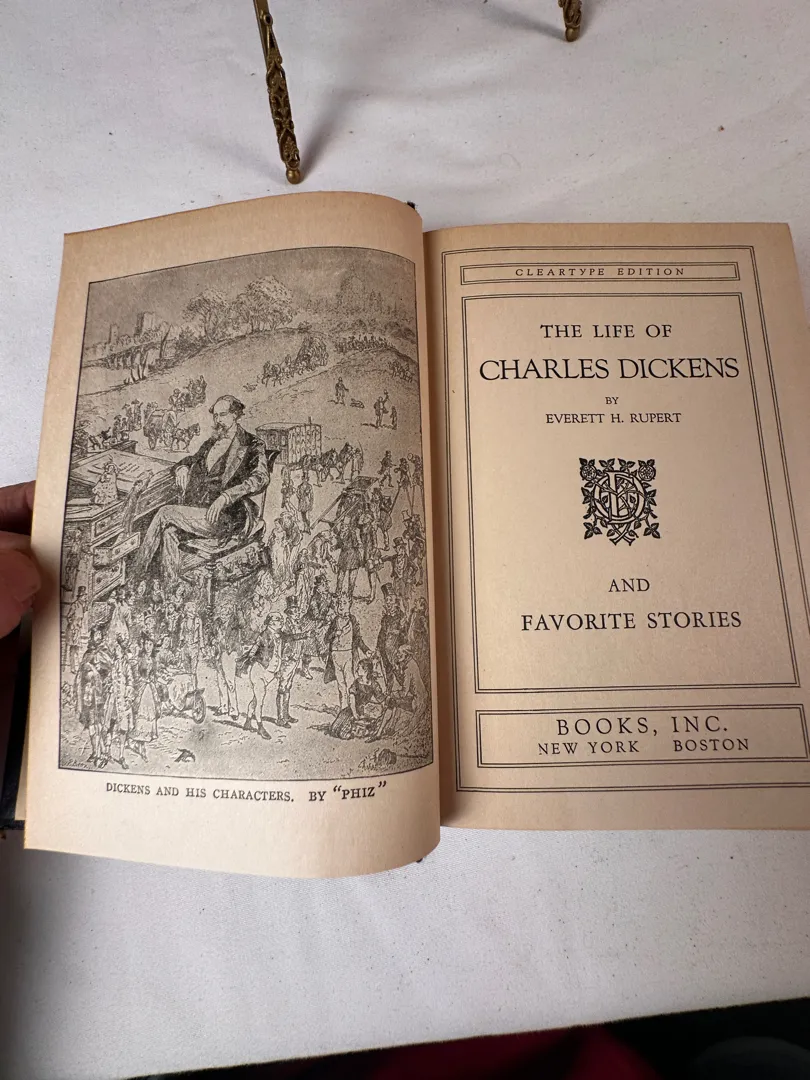 DICKENS AND HIS CHARACTERS. BY "PHIZ"
CLEARTYPE EDITION
THE LIFE OF
CHARLES DICKENS
BY
EVERETT H. RUPERT
AND
FAVORITE STORIES
BOOKS, INC.
NEW YORK BOSTON